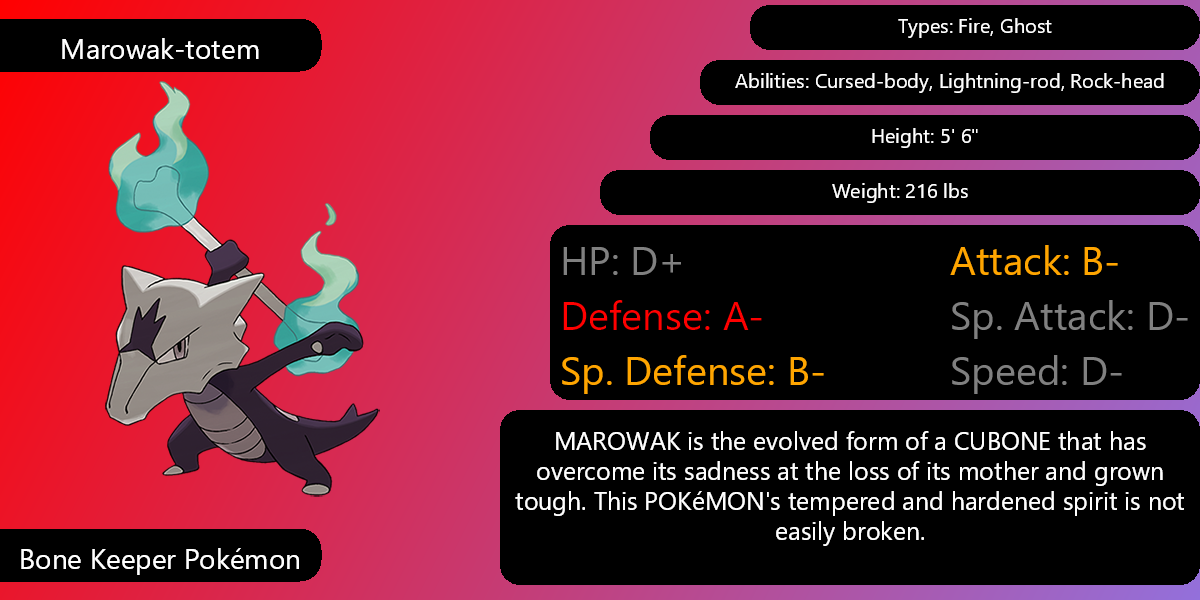 Marowak-totem
Types: Fire, Ghost
Abilities: Cursed-body, Lightning-rod, Rock-head
Height: 5' 6"
Weight: 216 lbs
HP: D+
Attack: B-
Defense: A-
Sp. Attack: D-
Sp. Defense: B-
Speed: D-
MAROWAK is the evolved form of a CUBONE that has
overcome its sadness at the loss of its mother and grown
tough. This POKéMON's tempered and hardened spirit is not
easily broken.
Bone Keeper Pokémon